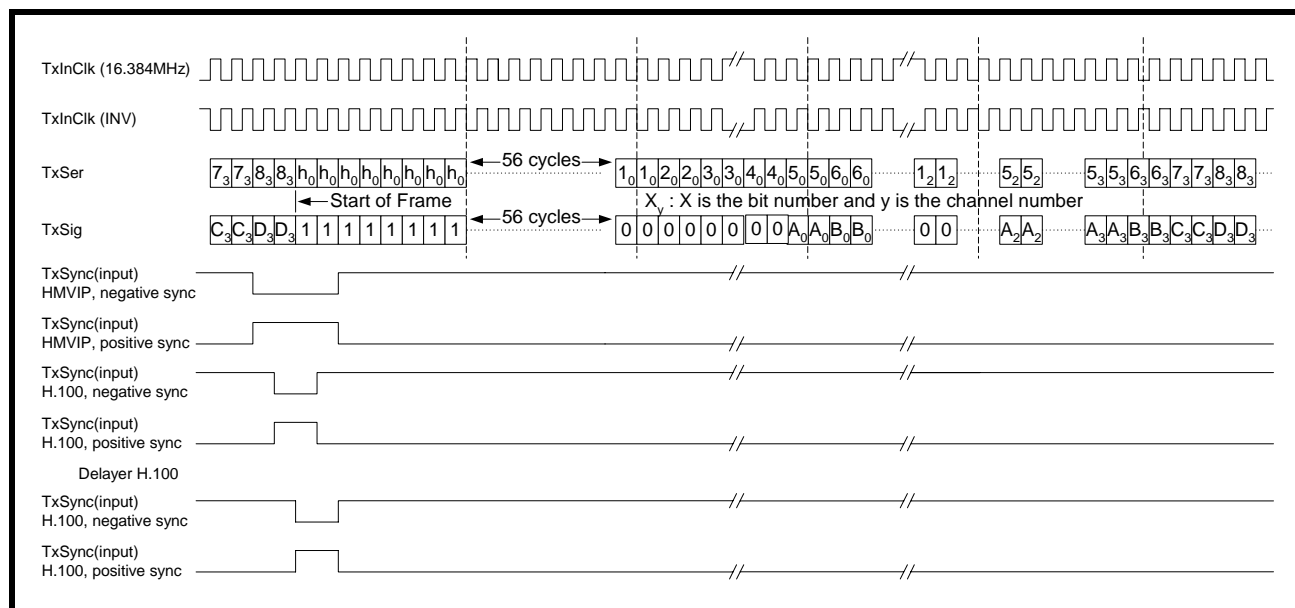 TxInClk (16.384MHz)
TxInClk (INV)
TxSer 7₃ 7₃ 8₃ 8₃ h₀ h₀ h₀ h₀ h₀ h₀ h₀ h₀ 56 cycles 1₀ 1₀ 2₀ 2₀ 3₀ 3₀ 4₀ 4₀ 5₀ 5₀ 6₀ 6₀ 1₂ 1₂ 5₂ 5₂ 5₃ 5₃ 6₃ 6₃ 7₃ 7₃ 8₃ 8₃
Start of Frame Xy : X is the bit number and y is the channel number
TxSig C₃ C₃ D₃ D₃ 1 1 1 1 1 1 1 1 56 cycles 0 0 0 0 0 0 0 0 A₀ A₀ B₀ B₀ 0 0 A₂ A₂ A₃ A₃ B₃ B₃ C₃ C₃ D₃ D₃
TxSync(input)
HMVIP, negative sync
TxSync(input)
HMVIP, positive sync
TxSync(input)
H.100, negative sync
TxSync(input)
H.100, positive sync
Delayer H.100
TxSync(input)
H.100, negative sync
TxSync(input)
H.100, positive sync